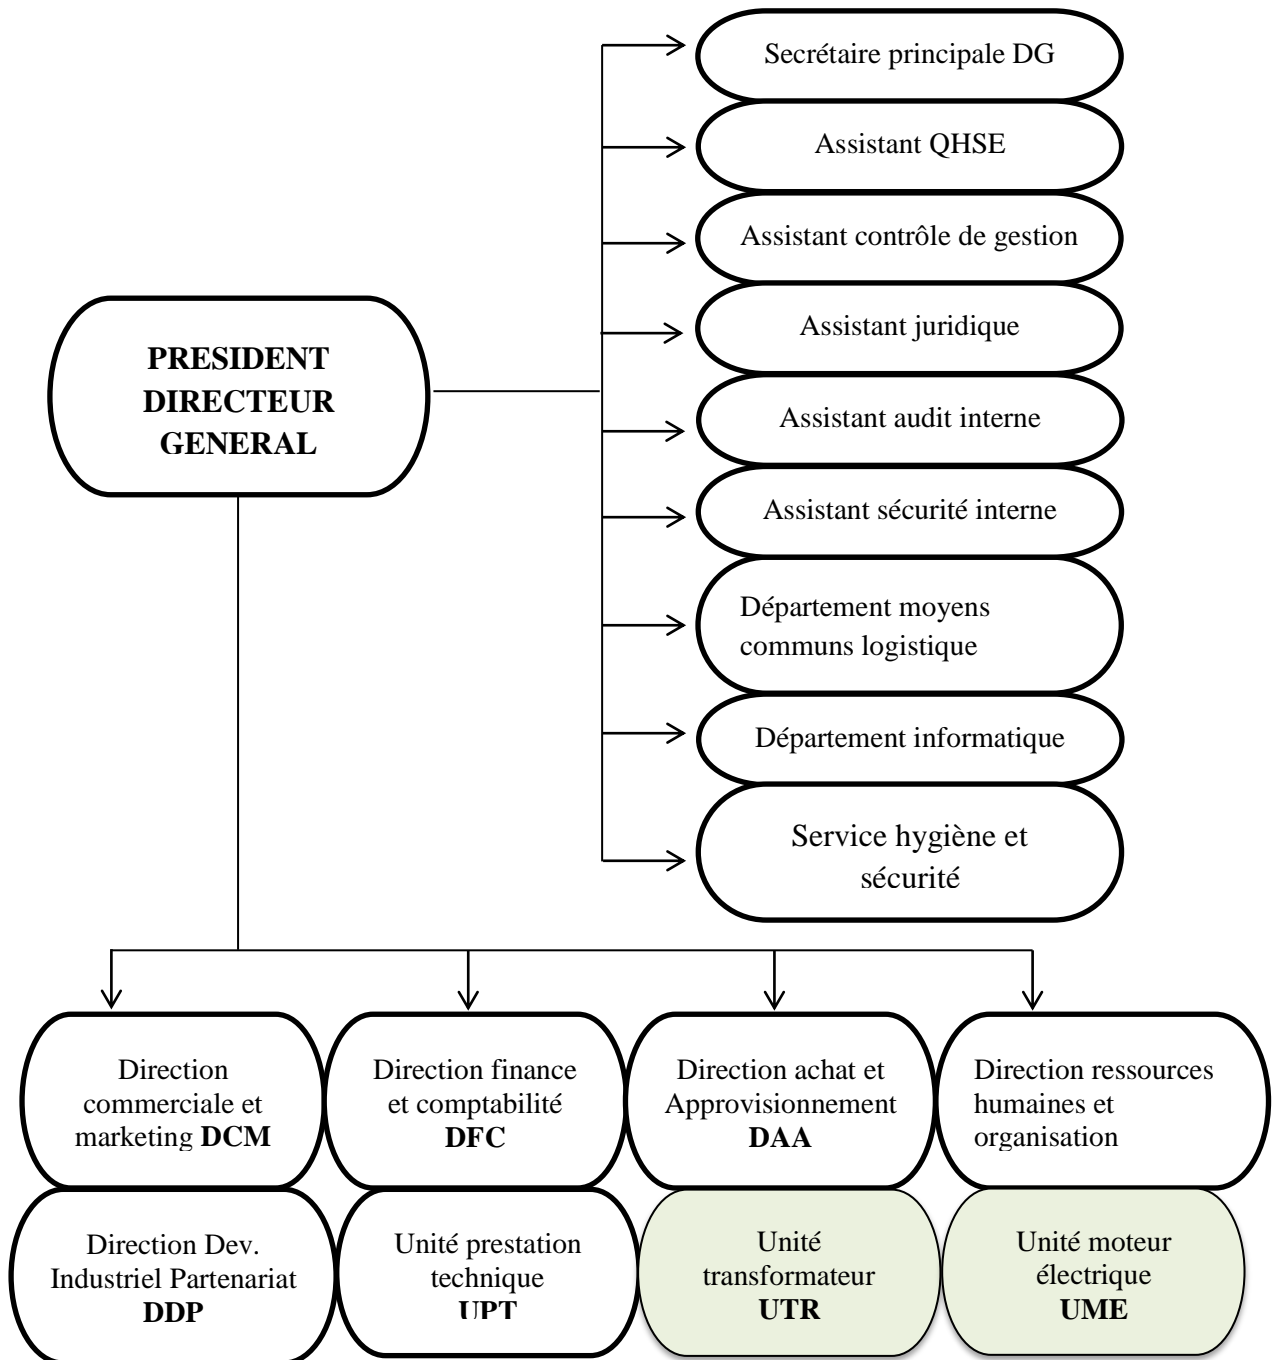 Secrétaire principale DG
Assistant QHSE
Assistant contrôle de gestion
Assistant juridique
Assistant audit interne
Assistant sécurité interne
Département moyens
communs logistique
Département informatique
Service hygiène et
sécurité
PRESIDENT
DIRECTEUR
GENERAL
Direction
commerciale et
marketing DCM
Direction finance
et comptabilité
DFC
Direction achat et
Approvisionnement
DAA
Direction ressources
humaines et
organisation
Direction Dev.
Industriel Partenariat
DDP
Unité prestation
technique
UPT
Unité
transformateur
UTR
Unité moteur
électrique
UME